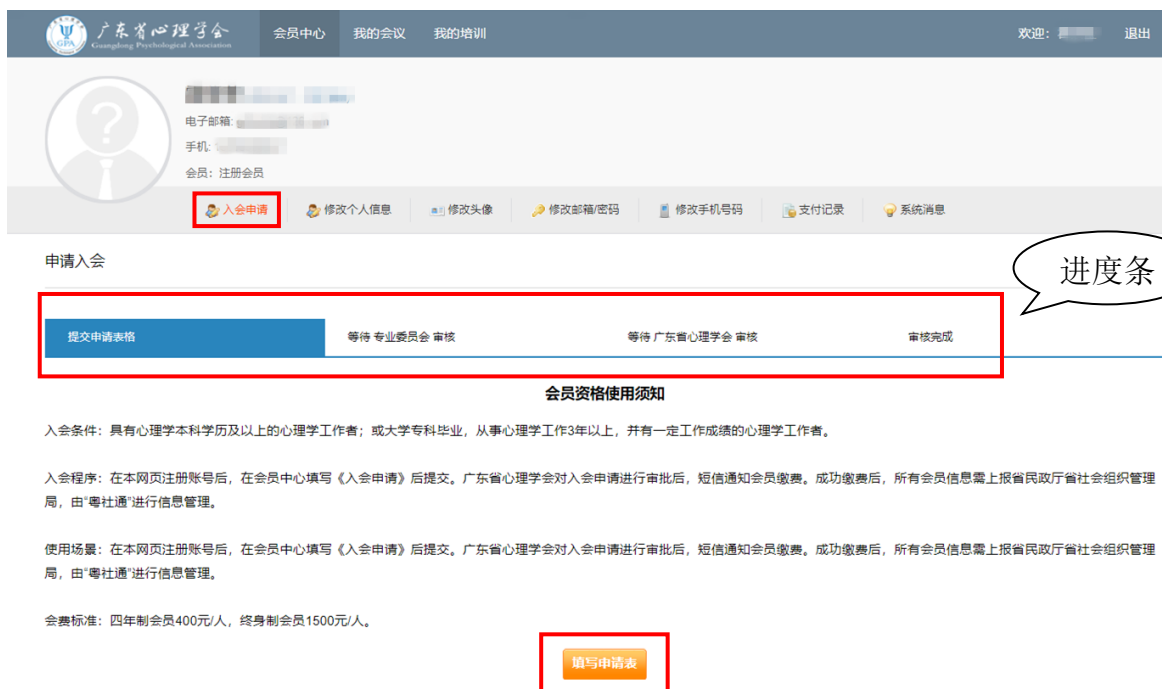 广东省心理学会
Guangdong Psychological Association
GPA
会员中心 我的会议 我的培训
欢迎: 退出
电子邮箱:
手机:
会员: 注册会员
入会申请 修改个人信息 修改头像 修改邮箱/密码 修改手机号码 支付记录 系统消息
申请入会
进度条
提交申请表格 等待 专业委员会 审核 等待 广东省心理学会 审核 审核完成
会员资格使用须知
入会条件：具有心理学本科学历及以上的心理学工作者；或大学专科毕业，从事心理学工作3年以上，并有一定工作成绩的心理学工作者。
入会程序：在本网页注册账号后，在会员中心填写《入会申请》后提交。广东省心理学会对入会申请进行审批后，短信通知会员缴费。成功缴费后，所有会员信息需上报省民政厅省社会组织管理
局，由“粤社通”进行信息管理。
使用场景：在本网页注册账号后，在会员中心填写《入会申请》后提交。广东省心理学会对入会申请进行审批后，短信通知会员缴费。成功缴费后，所有会员信息需上报省民政厅省社会组织管理
局，由“粤社通”进行信息管理。
会费标准：四年制会员400元/人，终身制会员1500元/人。
填写申请表